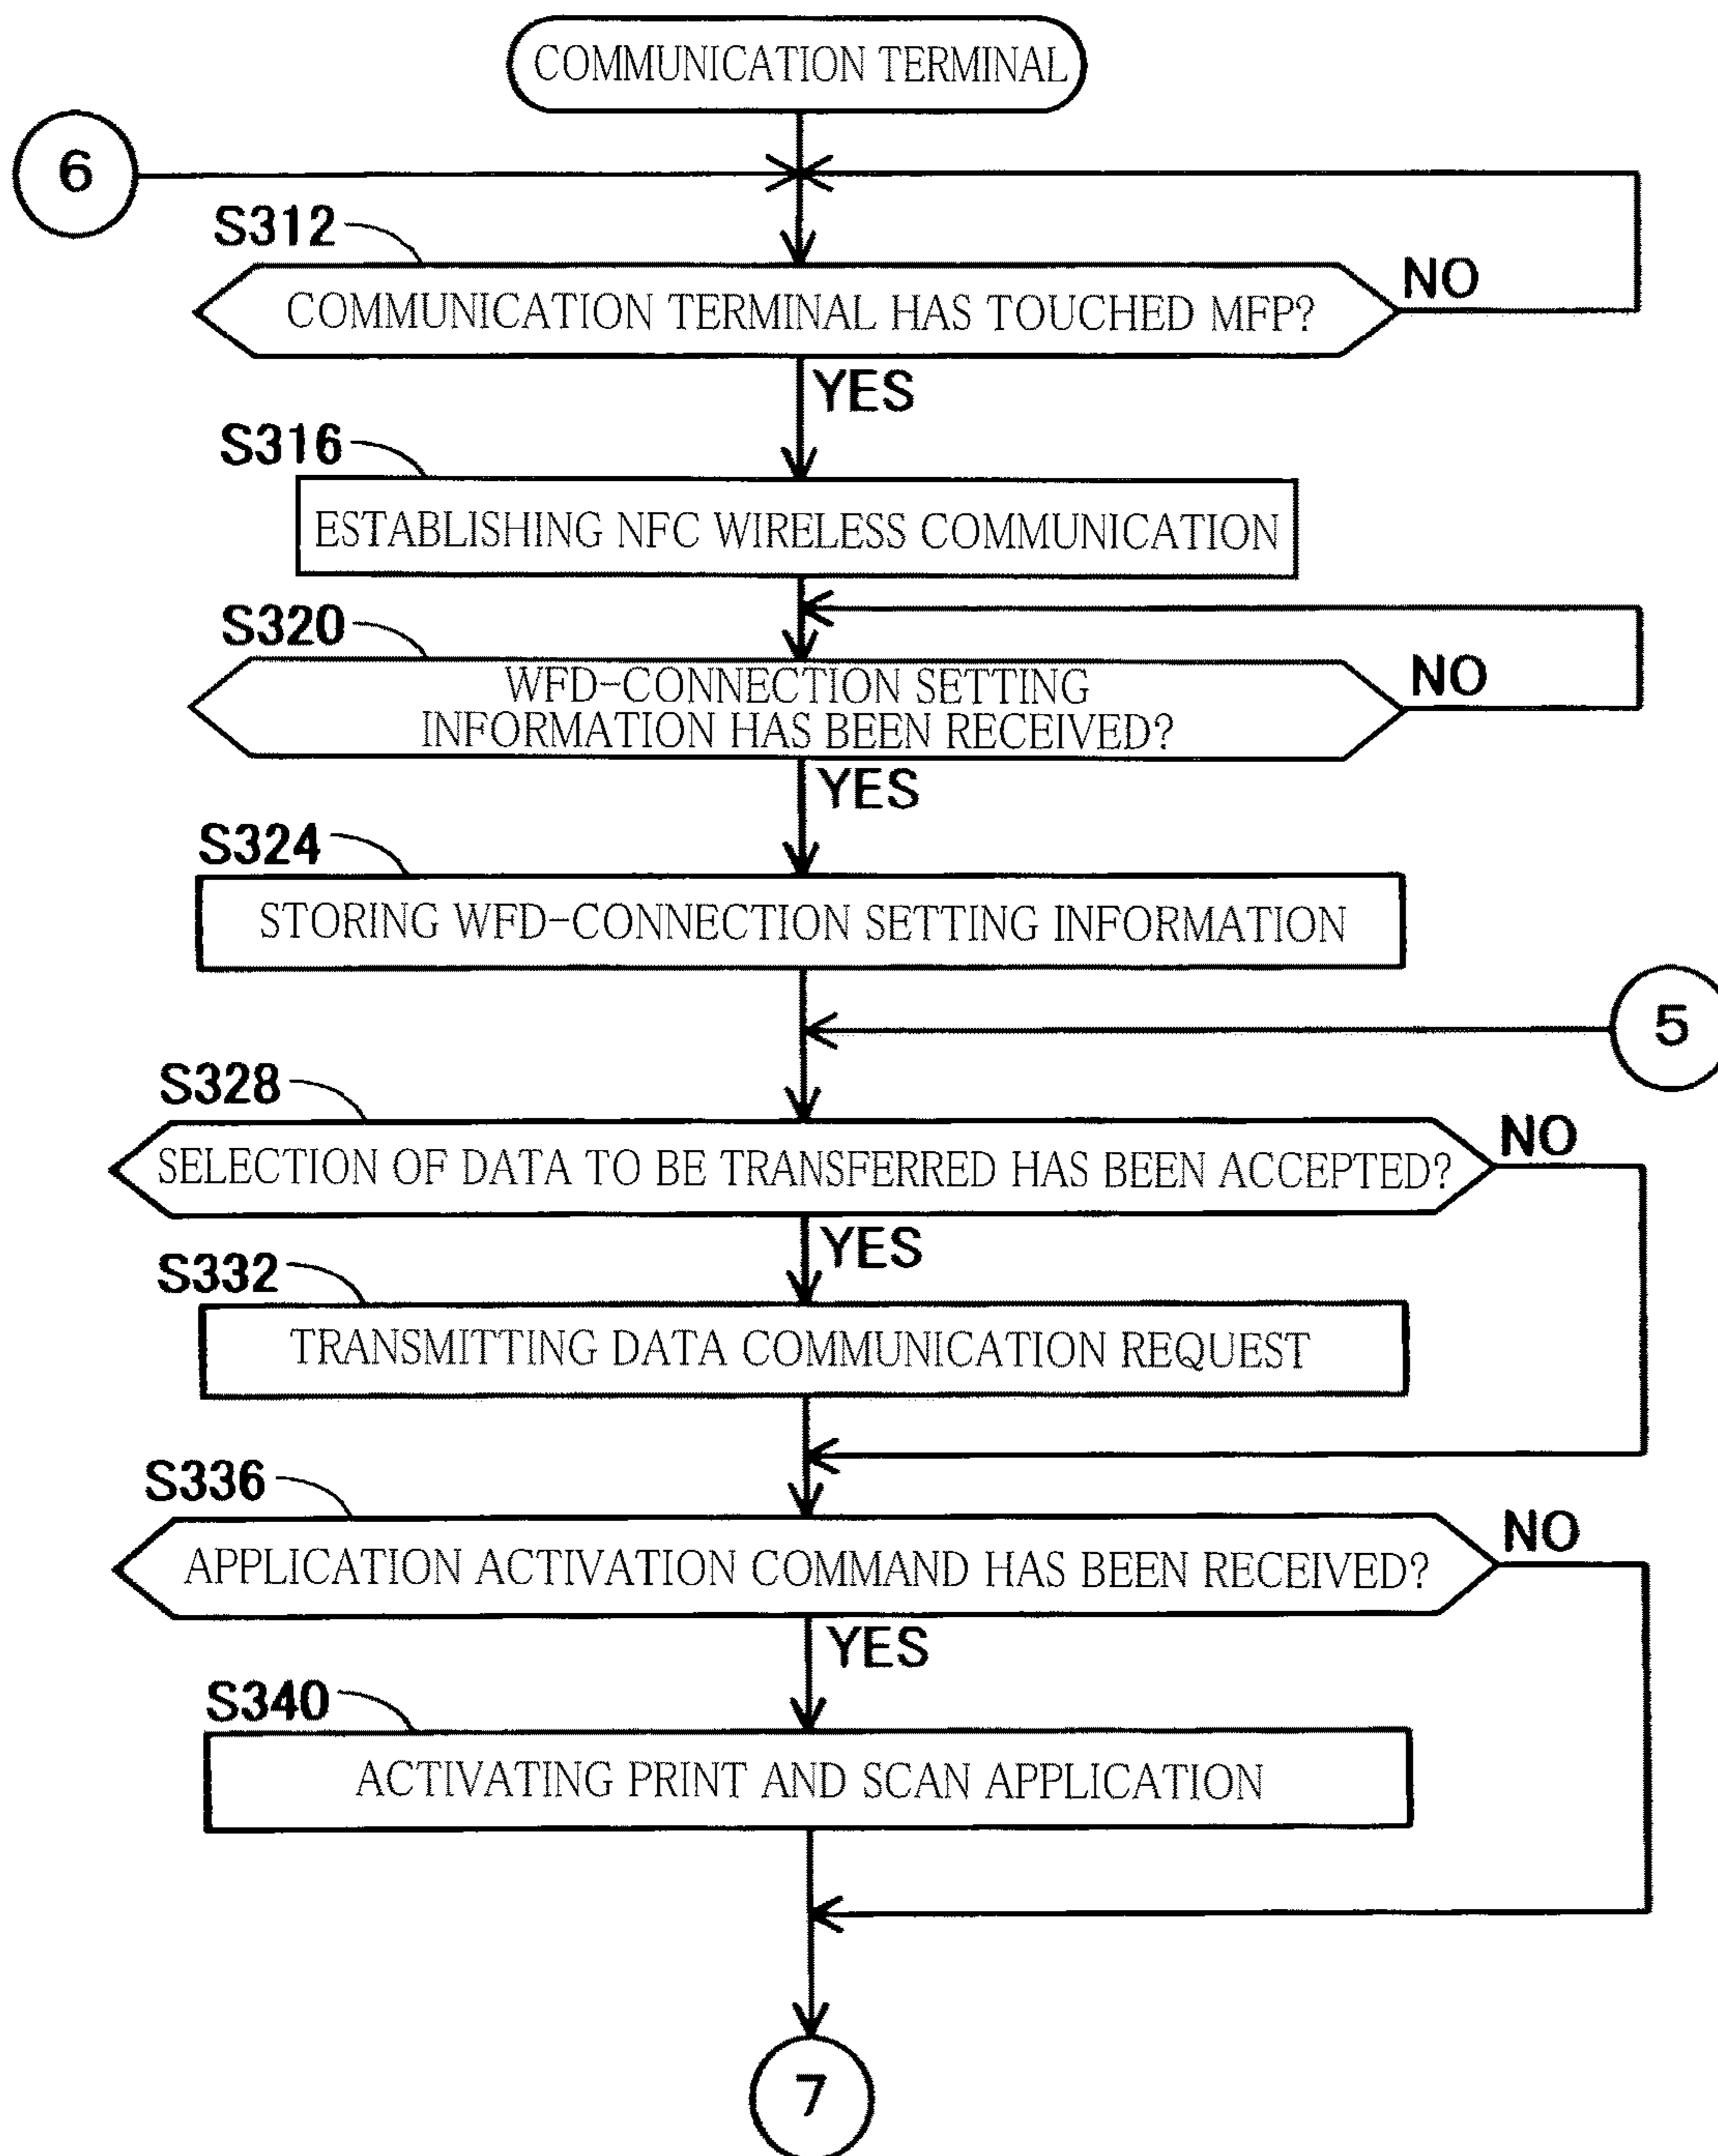 COMMUNICATION TERMINAL
6
S312
COMMUNICATION TERMINAL HAS TOUCHED MFP?
NO
YES
S316
ESTABLISHING NFC WIRELESS COMMUNICATION
S320
WFD-CONNECTION SETTING
INFORMATION HAS BEEN RECEIVED?
NO
YES
S324
STORING WFD-CONNECTION SETTING INFORMATION
5
S328
SELECTION OF DATA TO BE TRANSFERRED HAS BEEN ACCEPTED?
NO
YES
S332
TRANSMITTING DATA COMMUNICATION REQUEST
S336
APPLICATION ACTIVATION COMMAND HAS BEEN RECEIVED?
NO
YES
S340
ACTIVATING PRINT AND SCAN APPLICATION
7